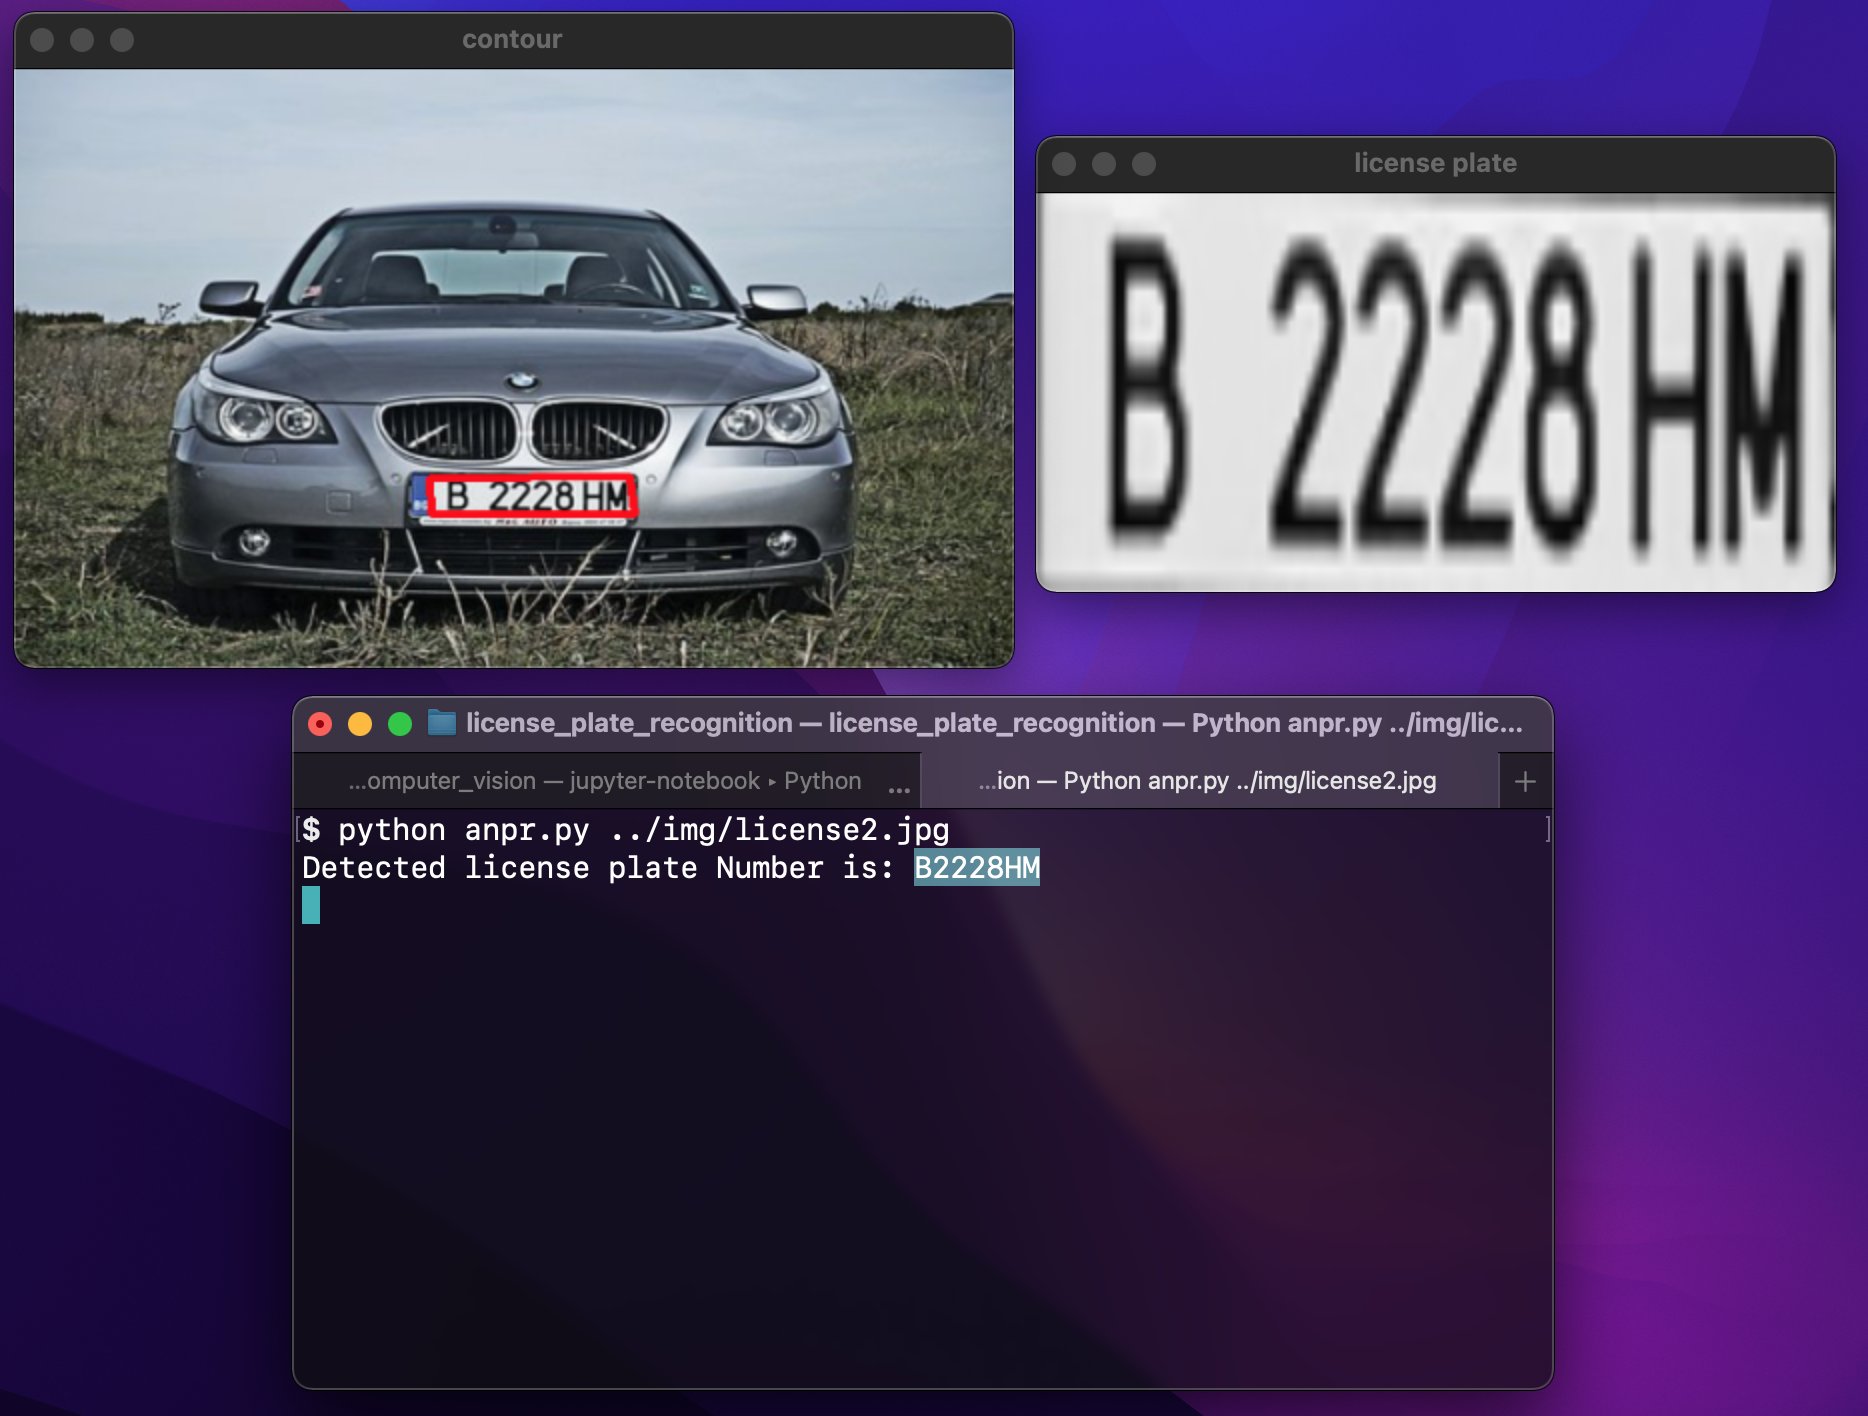 contour
B 2228 HM
license plate
B 2228 HM
license_plate_recognition — license_plate_recognition — Python anpr.py ../img/lic...
...omputer_vision — jupyter-notebook ▸ Python ...
...ion — Python anpr.py ../img/license2.jpg +
[$ python anpr.py ../img/license2.jpg ]
Detected license plate Number is: B2228HM